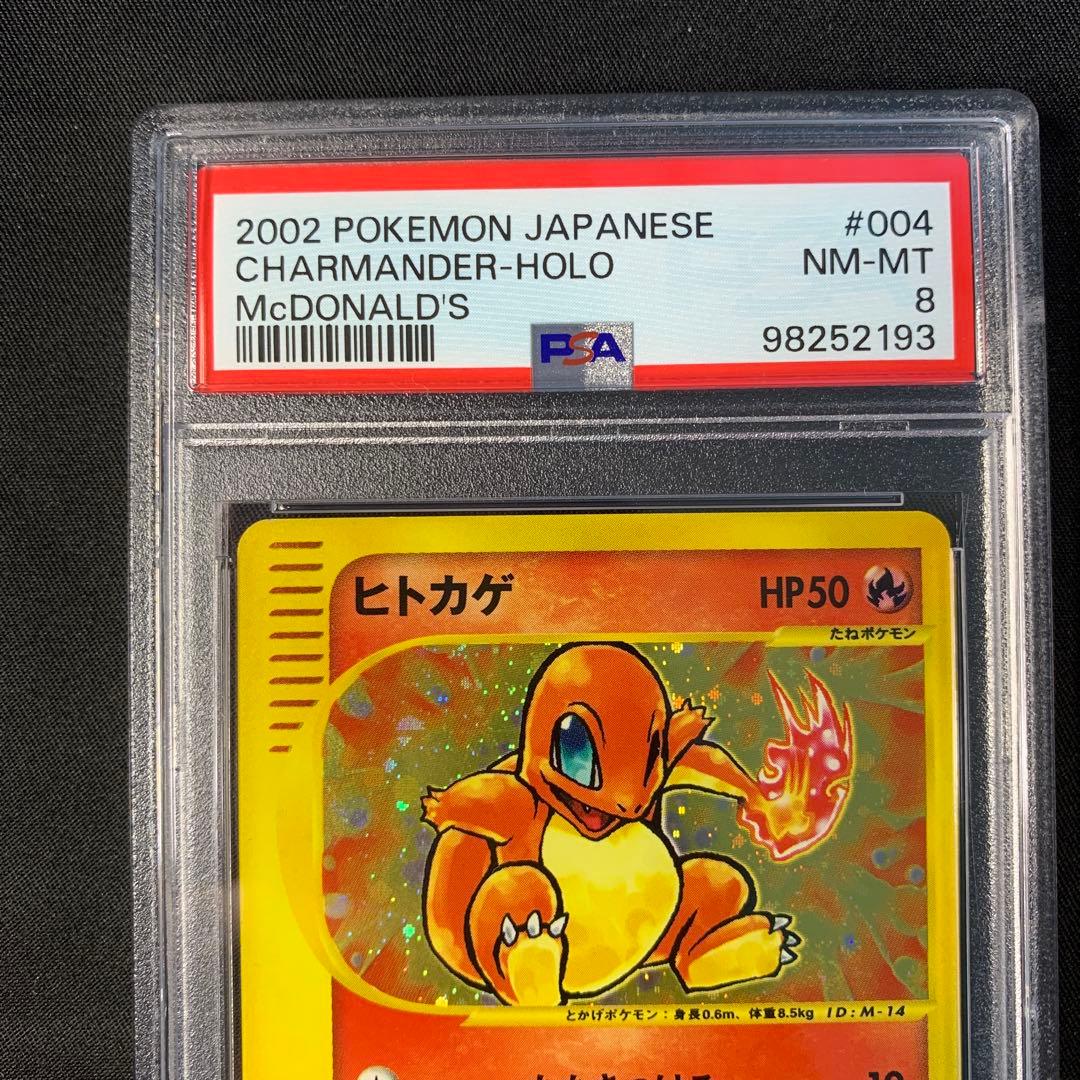 2002 POKEMON JAPANESE #004
CHARMANDER-HOLO NM-MT
McDONALD'S 8
PSA 98252193
ヒトカゲ HP50
たねポケモン
とかげポケモン：身長0.6m、体重8.5kg ID:M-14